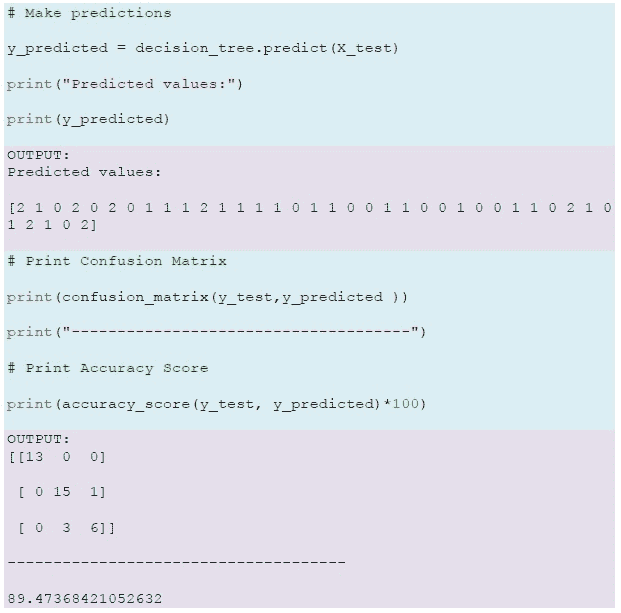 # Make predictions
y_predicted = decision_tree.predict(X_test)
print("Predicted values:")
print(y_predicted)
OUTPUT:
Predicted values:
[2 1 0 2 0 2 0 1 1 1 2 1 1 1 1 0 1 1 0 0 1 1 0 0 1 0 0 1 1 0 2 1 0
1 2 1 0 2]
# Print Confusion Matrix
print(confusion_matrix(y_test,y_predicted ))
print("-------------------------------------")
# Print Accuracy Score
print(accuracy_score(y_test, y_predicted)*100)
OUTPUT:
[[13 0 0]
[ 0 15 1]
[ 0 3 6]]
-------------------------------------
89.47368421052632